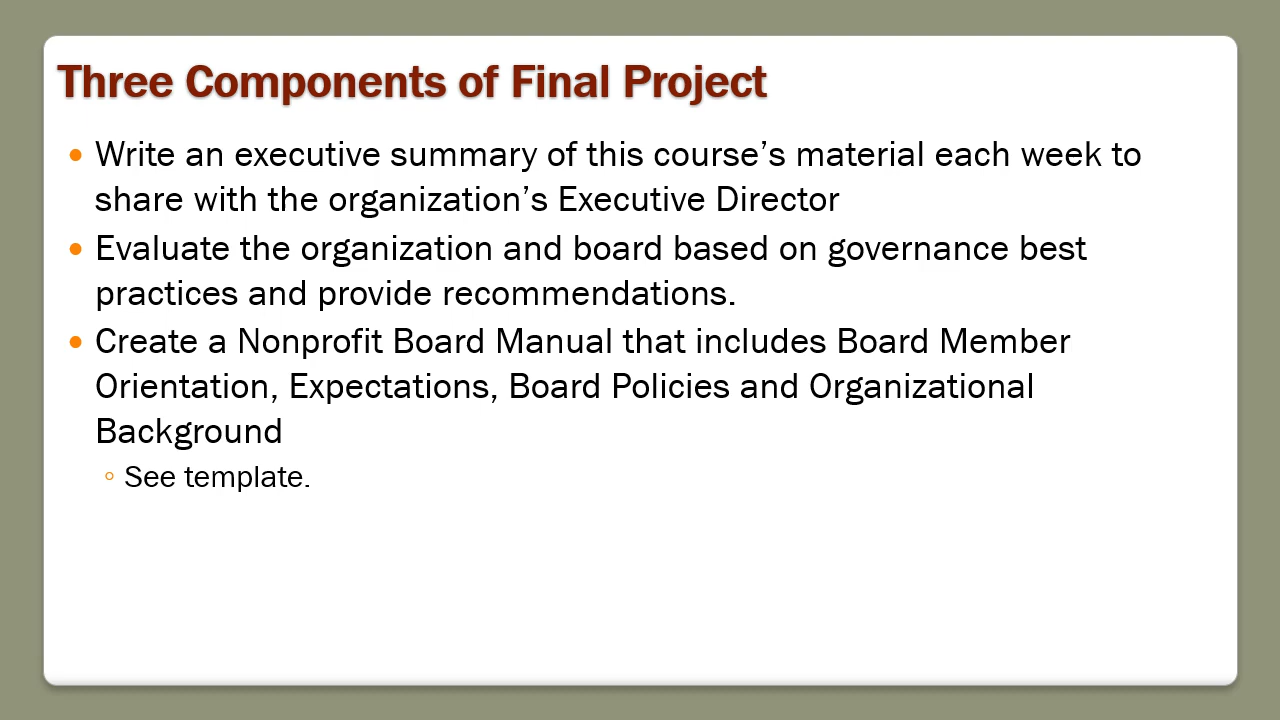 Three Components of Final Project
• Write an executive summary of this course’s material each week to
share with the organization’s Executive Director
• Evaluate the organization and board based on governance best
practices and provide recommendations.
• Create a Nonprofit Board Manual that includes Board Member
Orientation, Expectations, Board Policies and Organizational
Background
◦ See template.